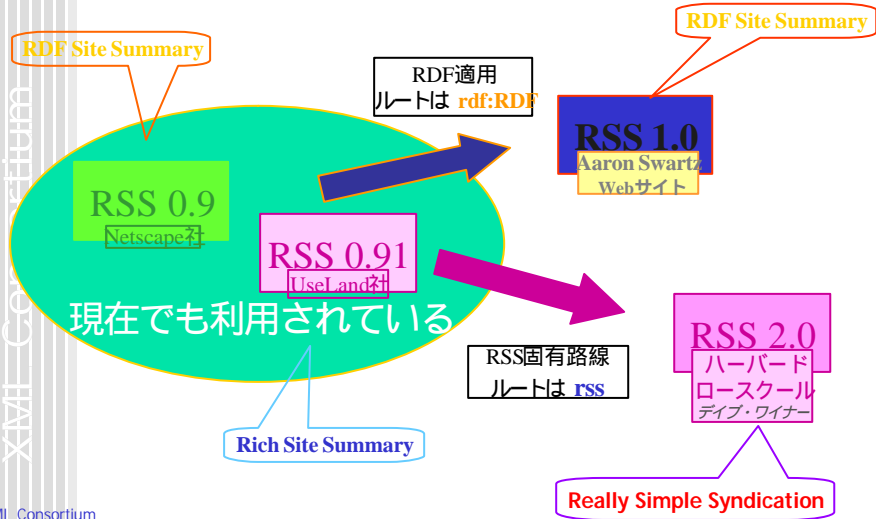 RDF Site Summary
RDF Site Summary
RDF適用
ルートは rdf:RDF
RSS 1.0
Aaron Swartz
Webサイト
RSS 0.9
Netscape社
RSS 0.91
UseLand社
現在でも利用されている
RSS 2.0
ハーバード
ロースクール
デイブ・ワイナー
RSS固有路線
ルートは rss
Rich Site Summary
Really Simple Syndication
XML Consortium
ML Consortium